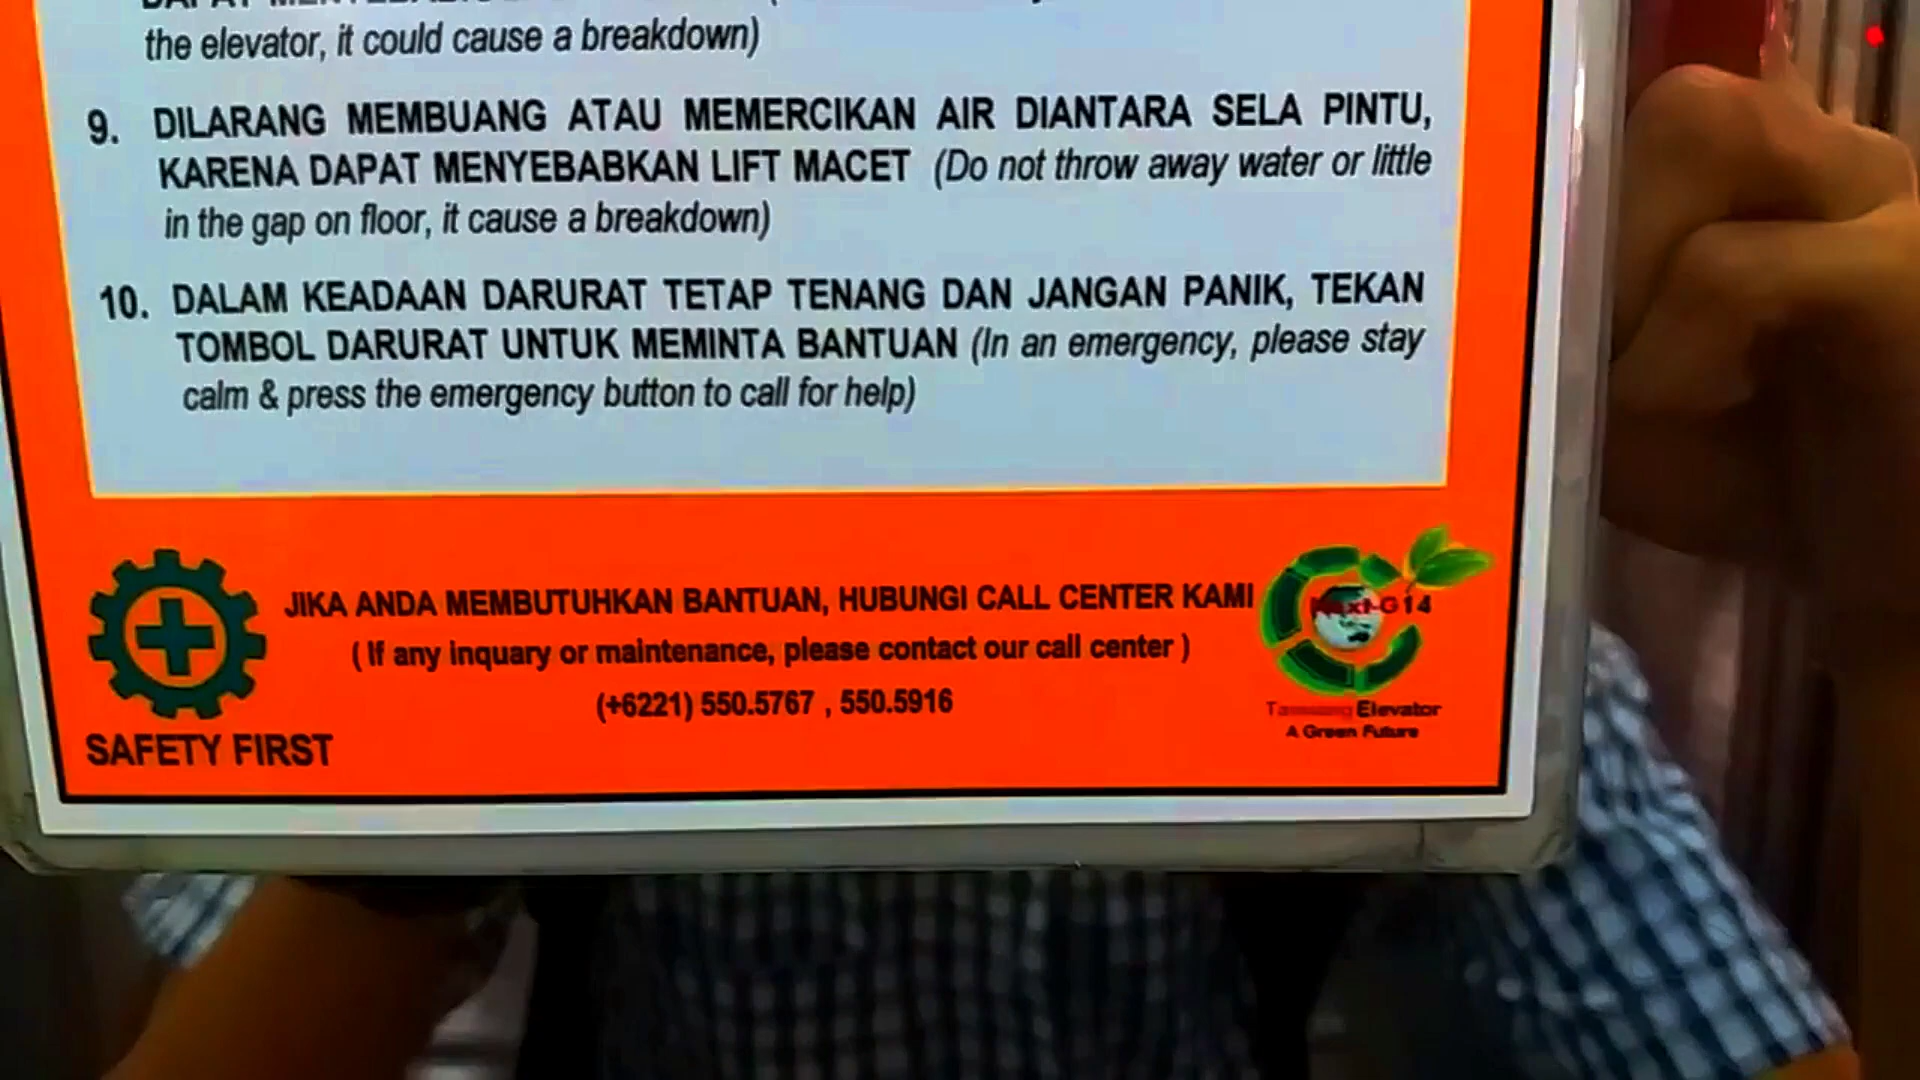 the elevator, it could cause a breakdown)
9. DILARANG MEMBUANG ATAU MEMERCIKAN AIR DIANTARA SELA PINTU,
KARENA DAPAT MENYEBABKAN LIFT MACET (Do not throw away water or little
in the gap on floor, it cause a breakdown)
10. DALAM KEADAAN DARURAT TETAP TENANG DAN JANGAN PANIK, TEKAN
TOMBOL DARURAT UNTUK MEMINTA BANTUAN (In an emergency, please stay
calm & press the emergency button to call for help)
JIKA ANDA MEMBUTUHKAN BANTUAN, HUBUNGI CALL CENTER KAMI
( If any inquary or maintenance, please contact our call center )
(+6221) 550.5767 , 550.5916
SAFETY FIRST
Next-G14
Elevator
A Green Future